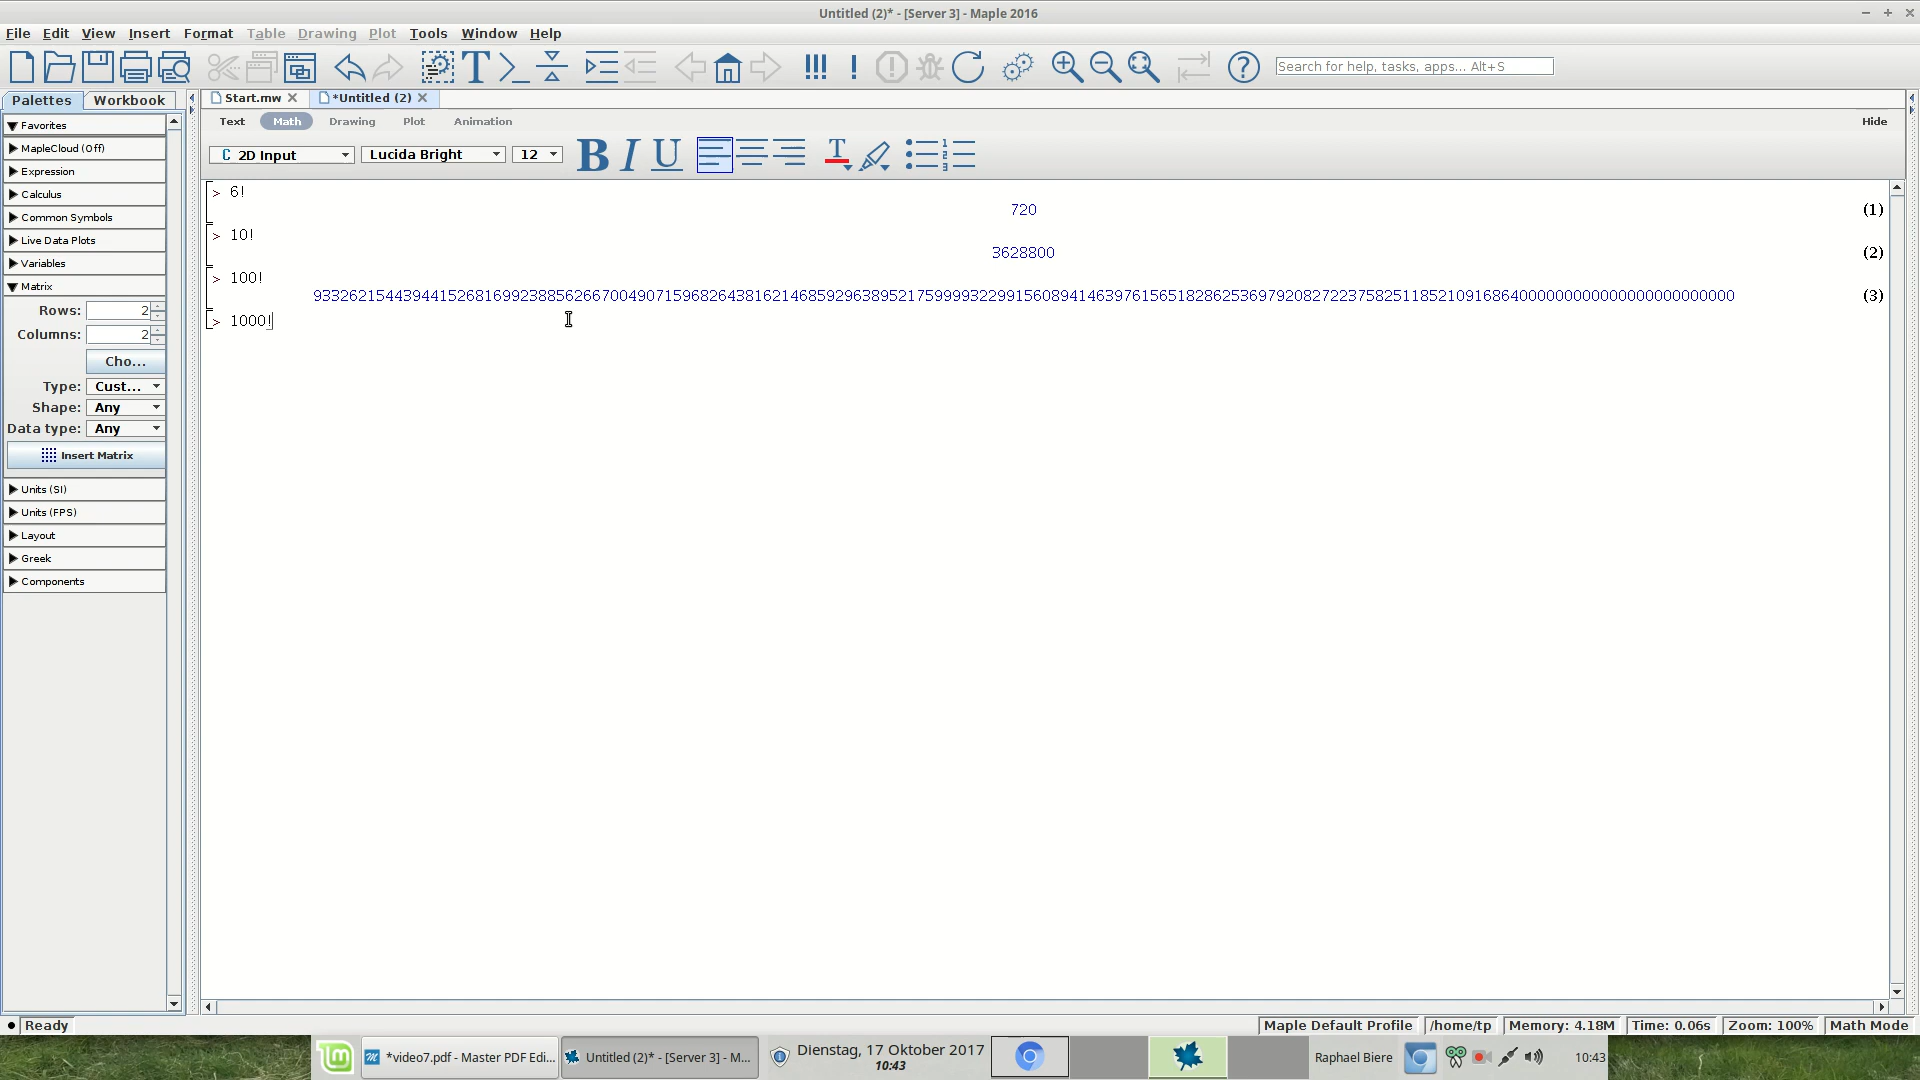 Untitled (2)* - [Server 3] - Maple 2016
File Edit View Insert Format Table Drawing Plot Tools Window Help
Search for help, tasks, apps... Alt+S
Palettes Workbook
Start.mw *Untitled (2)
Text Math Drawing Plot Animation Hide
C 2D Input Lucida Bright 12
Favorites
MapleCloud (Off)
Expression
Calculus
Common Symbols
Live Data Plots
Variables
Matrix
Rows: 2
Columns: 2
Cho...
Type: Cust...
Shape: Any
Data type: Any
Insert Matrix
Units (SI)
Units (FPS)
Layout
Greek
Components
> 6!
720 (1)
> 10!
3628800 (2)
> 100!
93326215443944152681699238856266700490715968264381621468592963895217599993229915608941463976156518286253697920827223758251185210916864000000000000000000000000 (3)
> 1000!
Ready
Maple Default Profile /home/tp Memory: 4.18M Time: 0.06s Zoom: 100% Math Mode
*video7.pdf - Master PDF Edi...
Untitled (2)* - [Server 3] - M...
Dienstag, 17 Oktober 2017
10:43
Raphael Biere
10:43